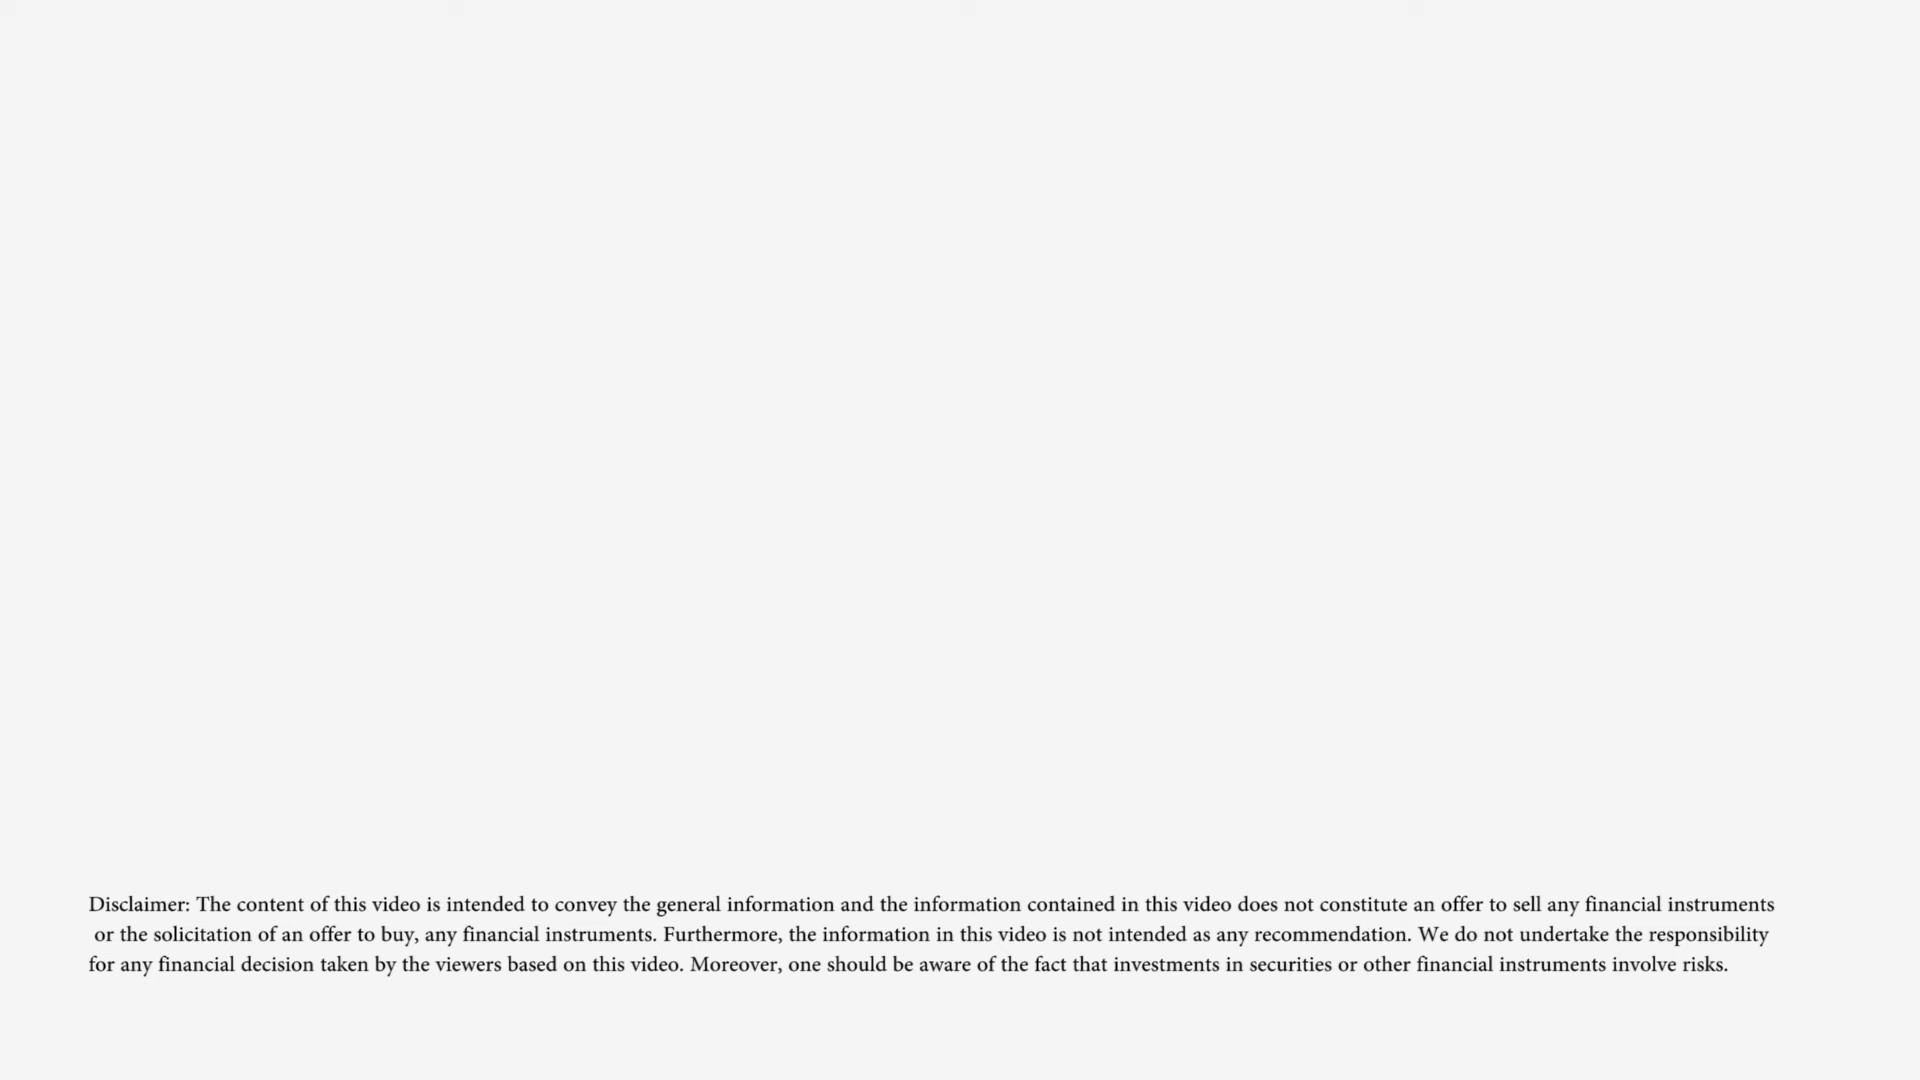 Disclaimer: The content of this video is intended to convey the general information and the information contained in this video does not constitute an offer to sell any financial instruments
or the solicitation of an offer to buy, any financial instruments. Furthermore, the information in this video is not intended as any recommendation. We do not undertake the responsibility
for any financial decision taken by the viewers based on this video. Moreover, one should be aware of the fact that investments in securities or other financial instruments involve risks.